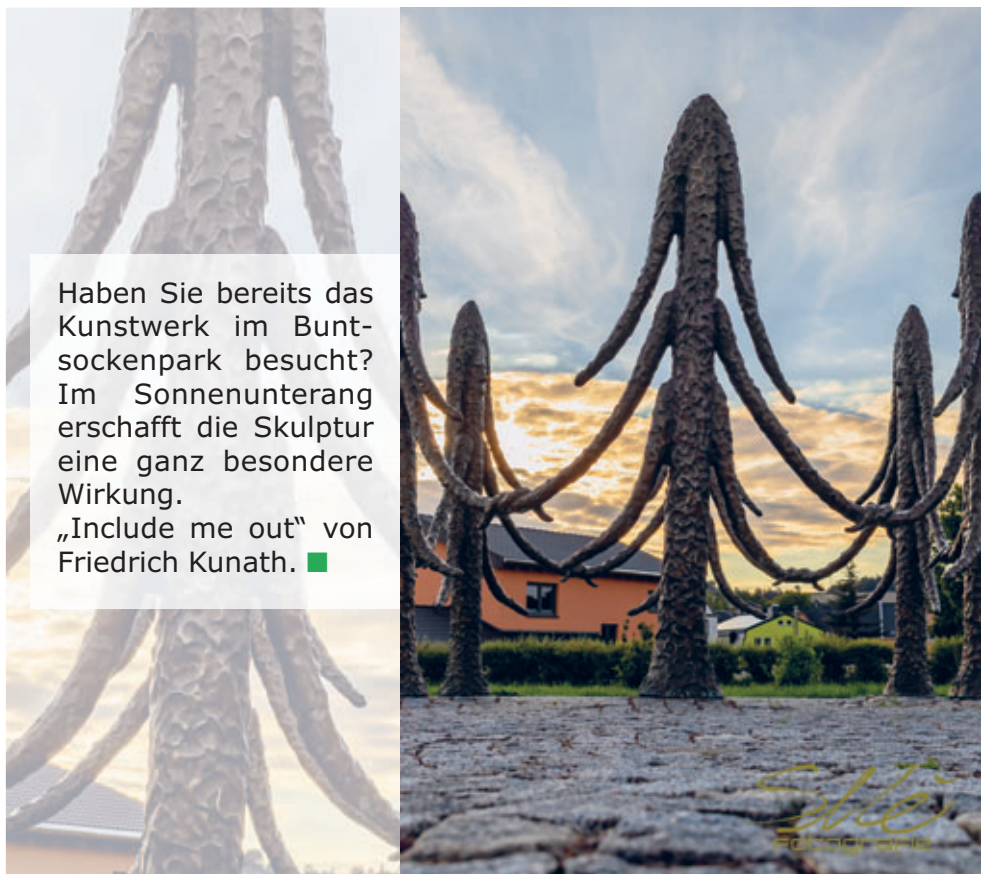 Haben Sie bereits das
Kunstwerk im Bunt-
sockenpark besucht?
Im Sonnenunterang
erschafft die Skulptur
eine ganz besondere
Wirkung.
„Include me out“ von
Friedrich Kunath.
Fotografie